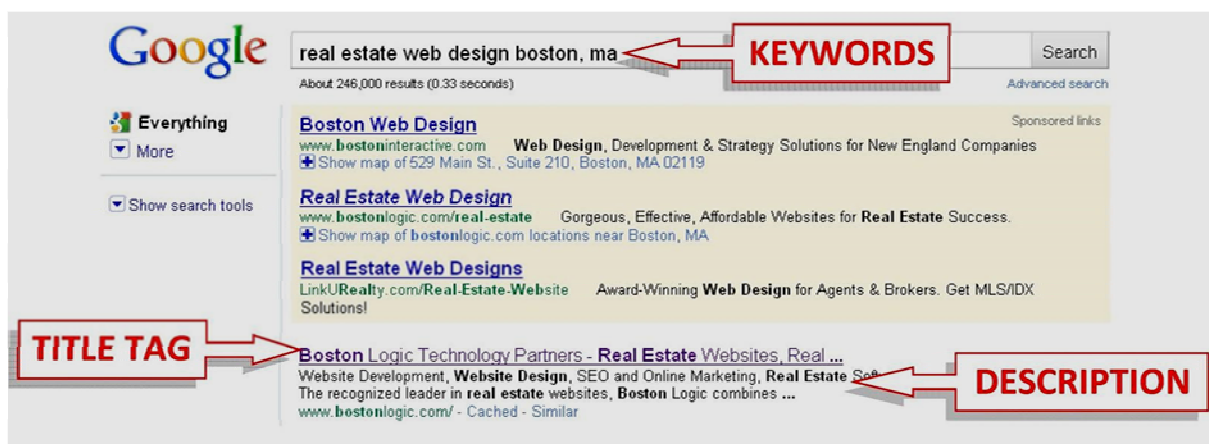 Google
real estate web design boston, ma
KEYWORDS
Search
About 246,000 results (0.33 seconds)
Advanced search
Everything
More
Show search tools
Sponsored links
Boston Web Design
www.bostoninteractive.com Web Design, Development & Strategy Solutions for New England Companies
Show map of 529 Main St., Suite 210, Boston, MA 02119
Real Estate Web Design
www.bostonlogic.com/real-estate Gorgeous, Effective, Affordable Websites for Real Estate Success.
Show map of bostonlogic.com locations near Boston, MA
Real Estate Web Designs
LinkURealty.com/Real-Estate-Website Award-Winning Web Design for Agents & Brokers. Get MLS/IDX
Solutions!
TITLE TAG
Boston Logic Technology Partners - Real Estate Websites, Real ...
Website Development, Website Design, SEO and Online Marketing, Real Estate
The recognized leader in real estate websites, Boston Logic combines ...
www.bostonlogic.com/ - Cached - Similar
DESCRIPTION